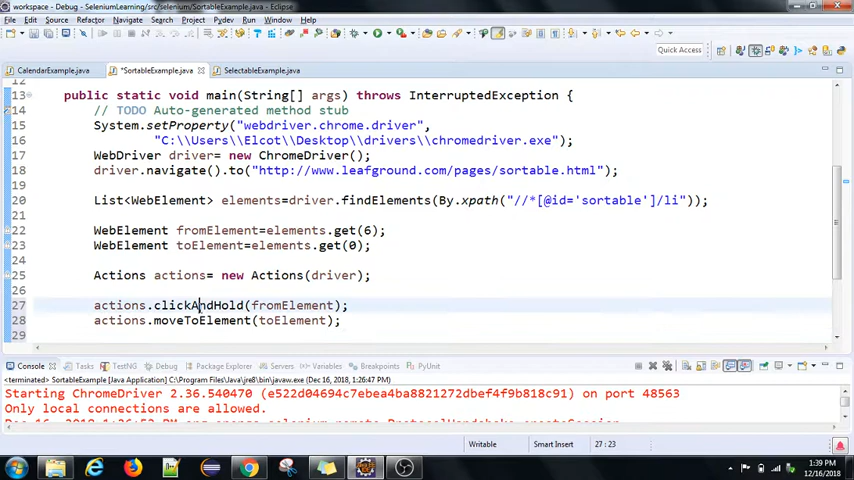 workspace - Debug - SeleniumLearning/src/selenium/SortableExample.java - Eclipse
File Edit Source Refactor Navigate Search Project Pydev Run Window Help
Quick Access
CalendarExample.java *SortableExample.java SelectableExample.java
12
13 public static void main(String[] args) throws InterruptedException {
14 // TODO Auto-generated method stub
15 System.setProperty("webdriver.chrome.driver",
16 "C:\\Users\\Elcot\\Desktop\\drivers\\chromedriver.exe");
17 WebDriver driver= new ChromeDriver();
18 driver.navigate().to("http://www.leafground.com/pages/sortable.html");
19
20 List<WebElement> elements=driver.findElements(By.xpath("//*[@id='sortable']/li"));
21
22 WebElement fromElement=elements.get(6);
23 WebElement toElement=elements.get(0);
24
25 Actions actions= new Actions(driver);
26
27 actions.clickAndHold(fromElement);
28 actions.moveToElement(toElement);
29
Console Tasks TestNG Debug Package Explorer Servers Variables Breakpoints PyUnit
<terminated> SortableExample [Java Application] C:\Program Files\Java\jre8\bin\javaw.exe (Dec 16, 2018, 1:26:47 PM)
Starting ChromeDriver 2.36.540470 (e522d04694c7ebea4ba8821272dbef4f9b818c91) on port 48563
Only local connections are allowed.
Writable Smart Insert 27 : 23
1:39 PM
12/16/2018